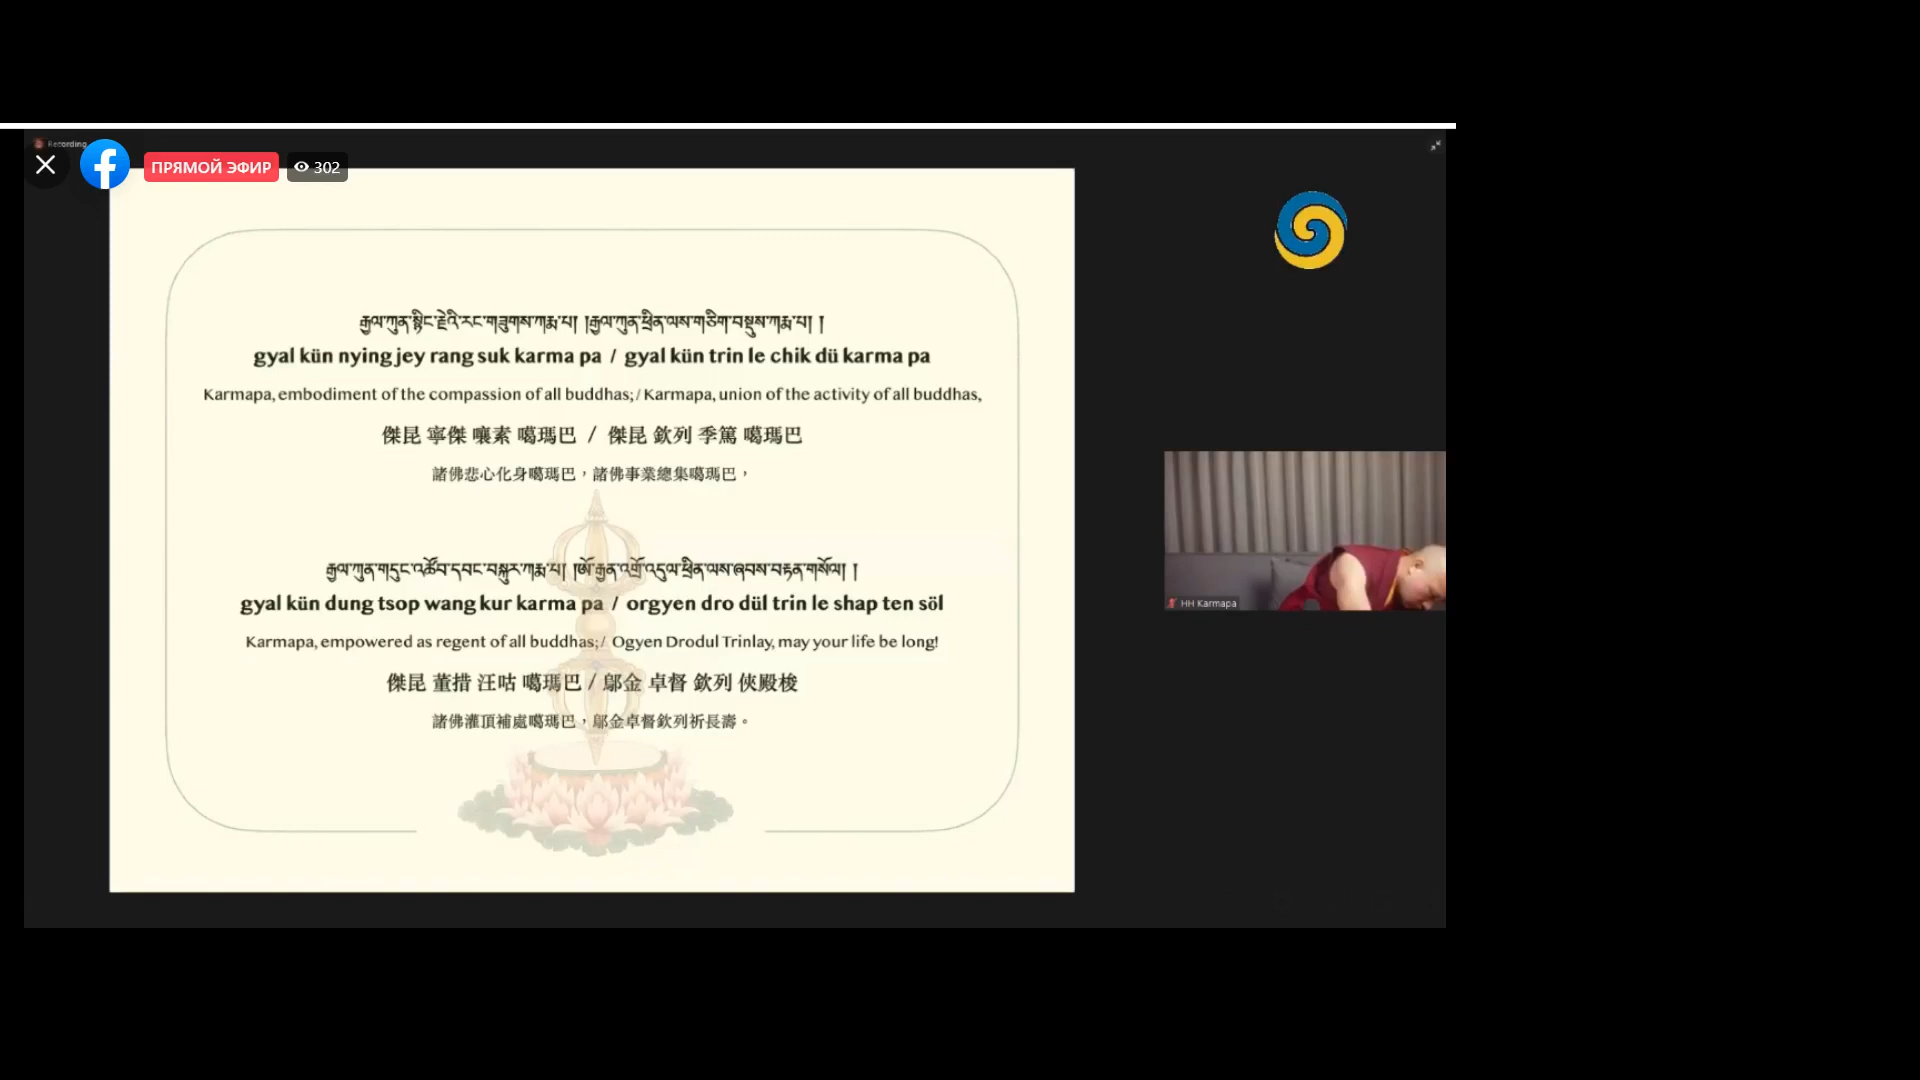 Recording
ПРЯМОЙ ЭФИР
302
རྒྱལ་ཀུན་སྙིང་རྗེའི་རང་གཟུགས་ཀརྨ་པ། །རྒྱལ་ཀུན་ཕྲིན་ལས་གཅིག་བསྡུས་ཀརྨ་པ། །
gyal kün nying jey rang suk karma pa / gyal kün trin le chik dü karma pa
Karmapa, embodiment of the compassion of all buddhas; / Karmapa, union of the activity of all buddhas,
傑昆 寧傑 嚷素 噶瑪巴 / 傑昆 欽列 季篤 噶瑪巴
諸佛悲心化身噶瑪巴，諸佛事業總集噶瑪巴，
རྒྱལ་ཀུན་གདུང་འཚོབ་དབང་བསྐུར་ཀརྨ་པ། །ཨོ་རྒྱན་འགྲོ་འདུལ་ཕྲིན་ལས་ཞབས་བརྟན་གསོལ། །
gyal kün dung tsop wang kur karma pa / orgyen dro dül trin le shap ten söl
Karmapa, empowered as regent of all buddhas; / Ogyen Drodul Trinlay, may your life be long!
傑昆 董措 汪咕 噶瑪巴 / 鄔金 卓督 欽列 俠殿梭
諸佛灌頂補處噶瑪巴，鄔金卓督欽列祈長壽。
HH Karmapa